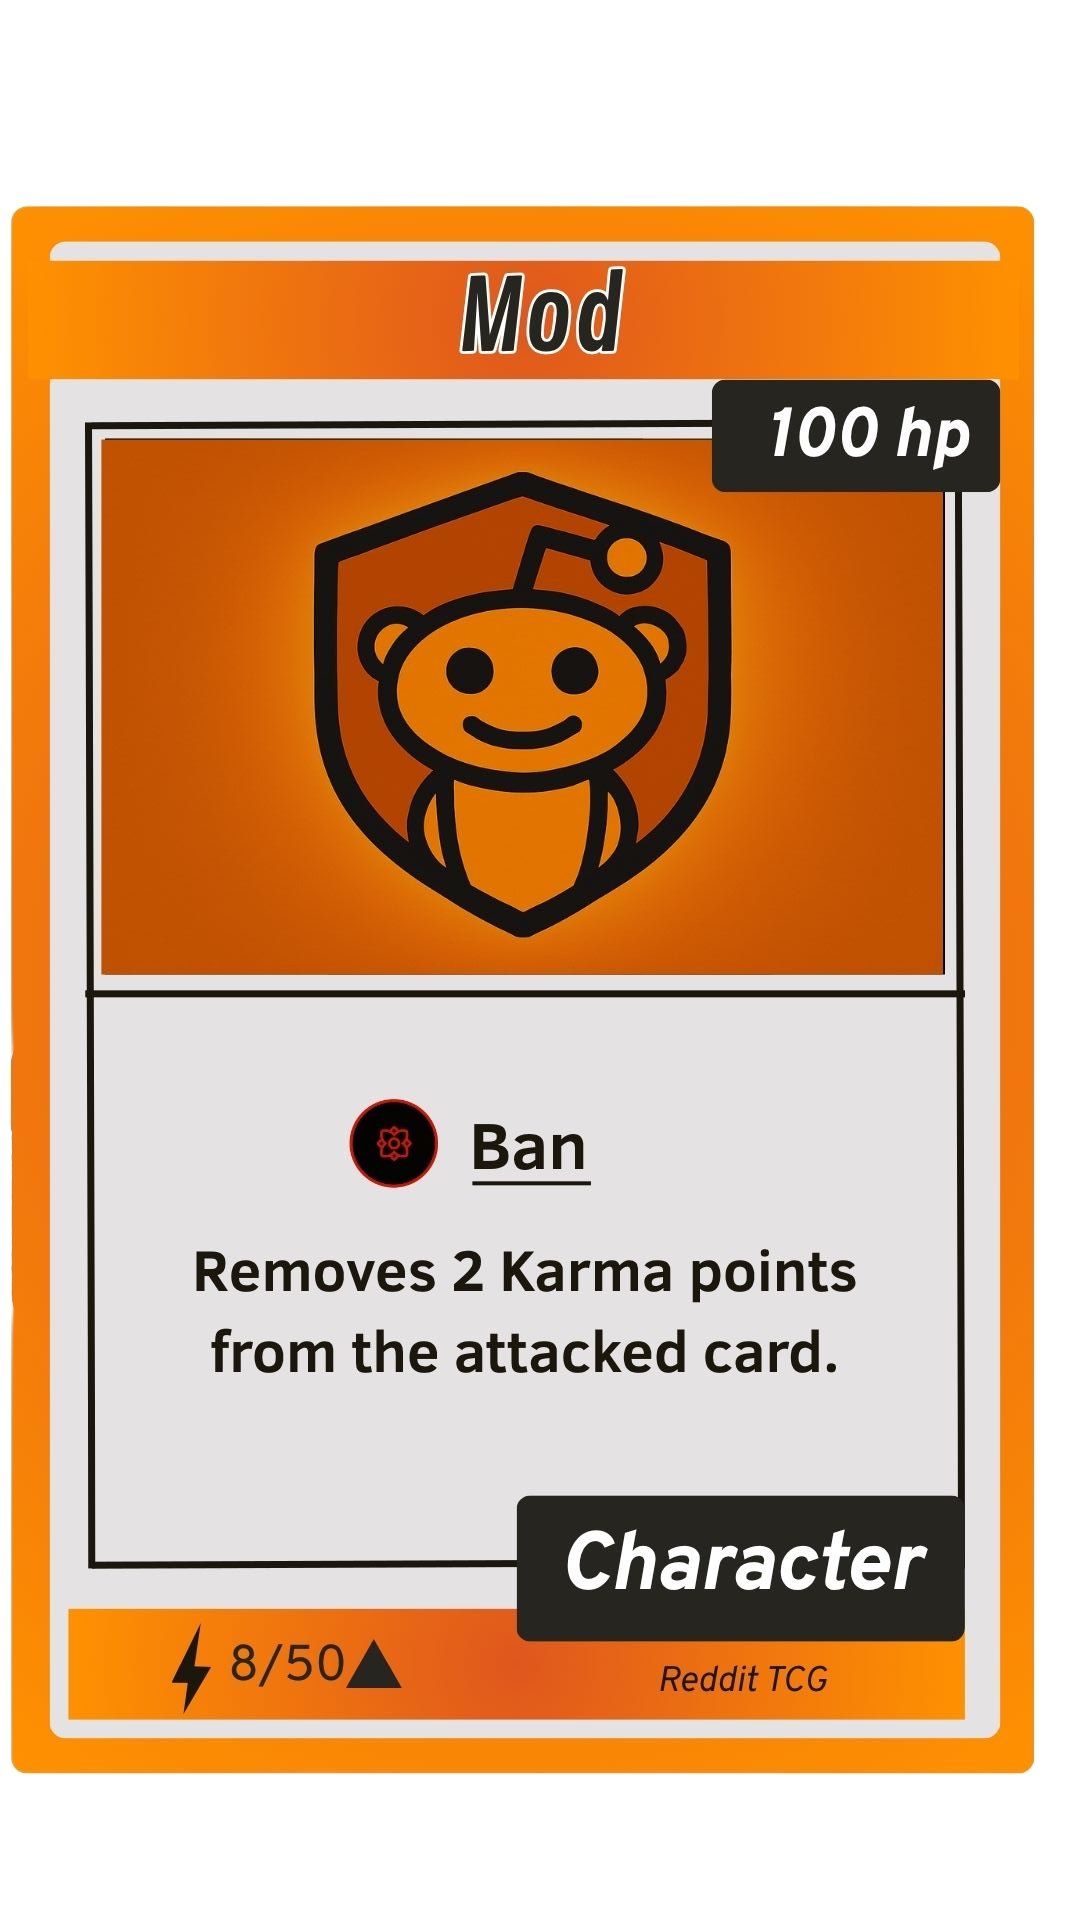 Mod
100 hp
Ban
Removes 2 Karma points
from the attacked card.
Character
8/50
Reddit TCG